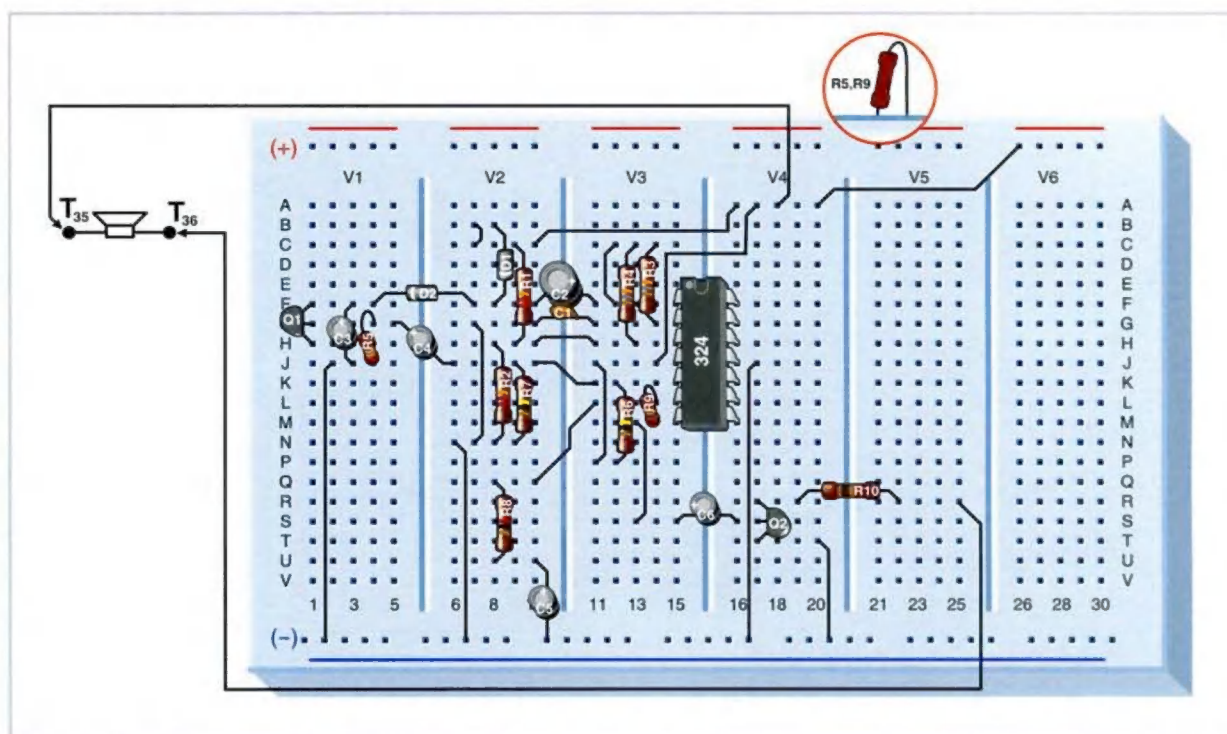 R5,R9
(+)
V1 V2 V3 V4 V5 V6
T35 T36
A A
B B
C C
D D1 R1 R4 R3 D
E D2 C2 E
F Q1 C1 F
G C3 G
H R5 C4 324 H
J J
K R2 R7 K
L R6 R9 L
M M
N N
P P
Q Q
R R8 R10 R
S C6 Q2 S
T T
U U
V C5 V
1 3 5 6 8 11 13 15 16 18 20 21 23 25 26 28 30
(−)